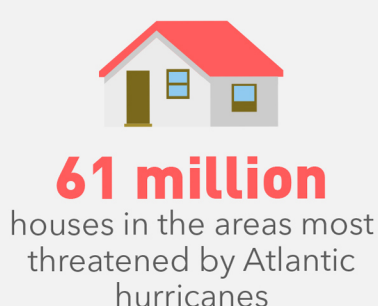 61 million
houses in the areas most
threatened by Atlantic
hurricanes